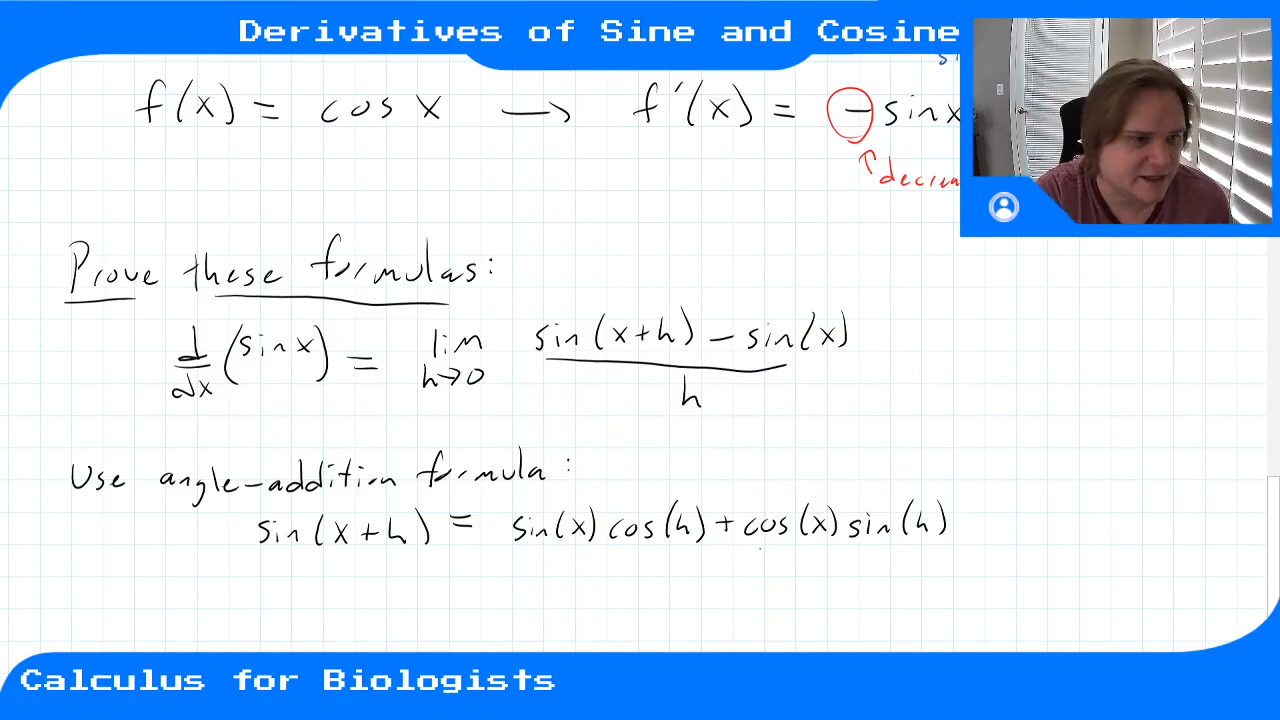 Derivatives of Sine and Cosine
f(x) = cos x → f'(x) = - sin x
Prove these formulas:
d/dx (sin x) = lim h→0 sin(x+h) - sin(x) / h
Use angle-addition formula:
sin(x+h) = sin(x) cos(h) + cos(x) sin(h)
Calculus for Biologists